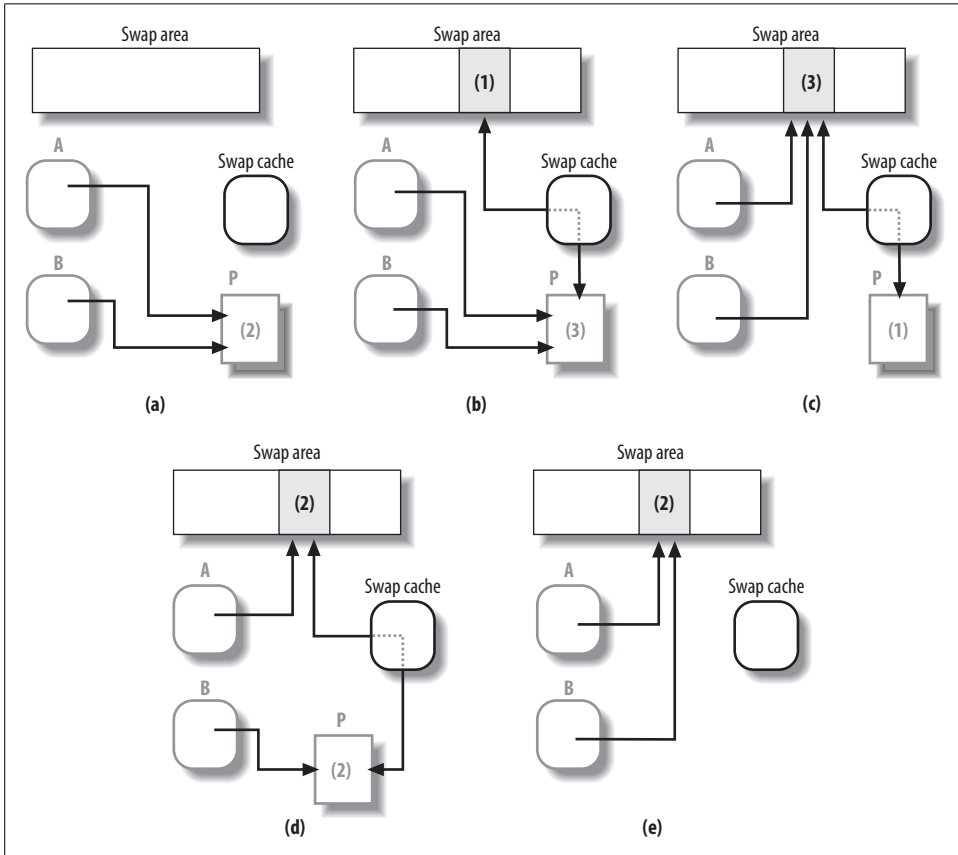 Swap area
A
Swap cache
B
P
(2)
(a)
Swap area
(1)
A
Swap cache
B
P
(3)
(b)
Swap area
(3)
A
Swap cache
B
P
(1)
(c)
Swap area
(2)
A
Swap cache
B
P
(2)
(d)
Swap area
(2)
A
Swap cache
B
(e)